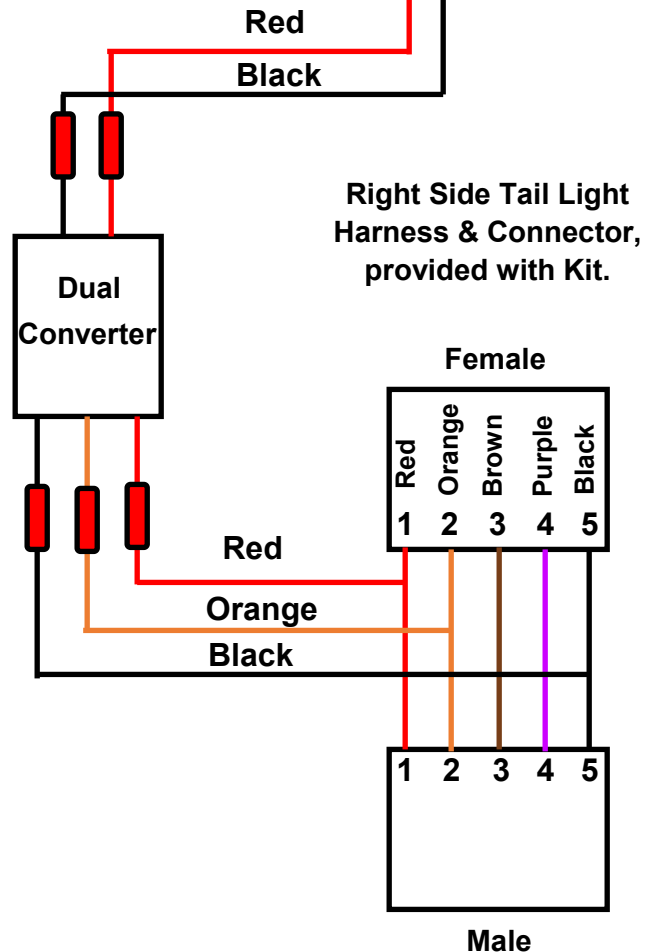 Red
Black
Right Side Tail Light
Harness & Connector,
provided with Kit.
Dual
Converter
Female
Red
Orange
Brown
Purple
Black
1 2 3 4 5
Red
Orange
Black
1 2 3 4 5
Male